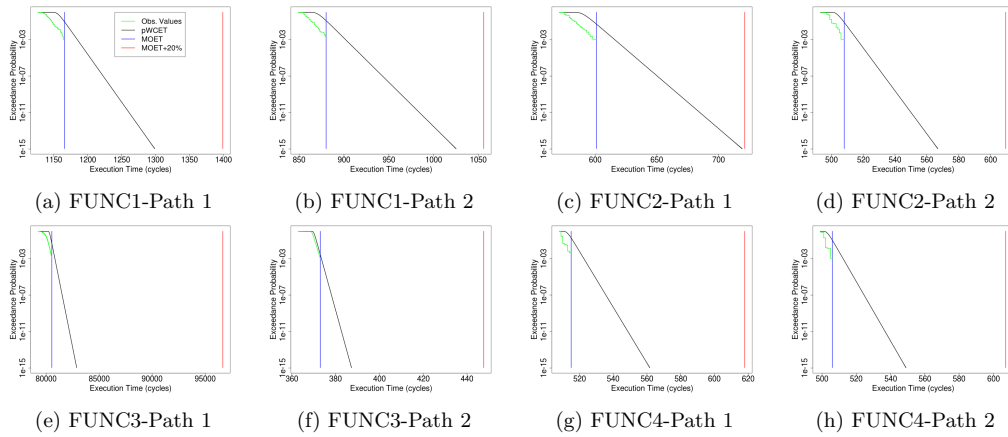 Exceedance Probability
1e-15 1e-11 1e-07 1e-03
Obs. Values
pWCET
MOET
MOET+20%
1150 1200 1250 1300 1350 1400
Execution Time (cycles)
(a) FUNC1-Path 1
Exceedance Probability
1e-15 1e-11 1e-07 1e-03
850 900 950 1000 1050
Execution Time (cycles)
(b) FUNC1-Path 2
Exceedance Probability
1e-15 1e-11 1e-07 1e-03
600 650 700
Execution Time (cycles)
(c) FUNC2-Path 1
Exceedance Probability
1e-15 1e-11 1e-07 1e-03
500 520 540 560 580 600
Execution Time (cycles)
(d) FUNC2-Path 2
Exceedance Probability
1e-15 1e-11 1e-07 1e-03
80000 85000 90000 95000
Execution Time (cycles)
(e) FUNC3-Path 1
Exceedance Probability
1e-15 1e-11 1e-07 1e-03
360 380 400 420 440
Execution Time (cycles)
(f) FUNC3-Path 2
Exceedance Probability
1e-15 1e-11 1e-07 1e-03
520 540 560 580 600 620
Execution Time (cycles)
(g) FUNC4-Path 1
Exceedance Probability
1e-15 1e-11 1e-07 1e-03
500 520 540 560 580 600
Execution Time (cycles)
(h) FUNC4-Path 2